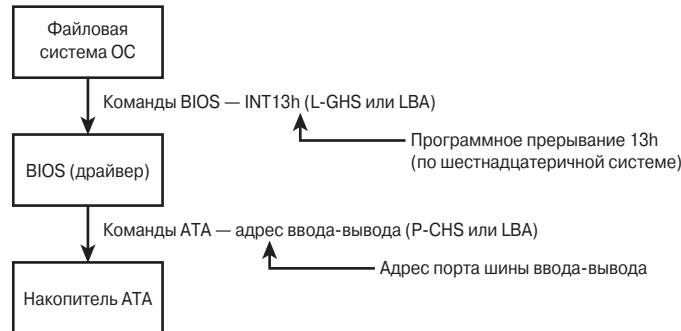 Файловая
система ОС
Команды BIOS — INT13h (L-GHS или LBA)
Программное прерывание 13h
(по шестнадцатеричной системе)
BIOS (драйвер)
Команды ATA — адрес ввода-вывода (P-CHS или LBA)
Адрес порта шины ввода-вывода
Накопитель ATA